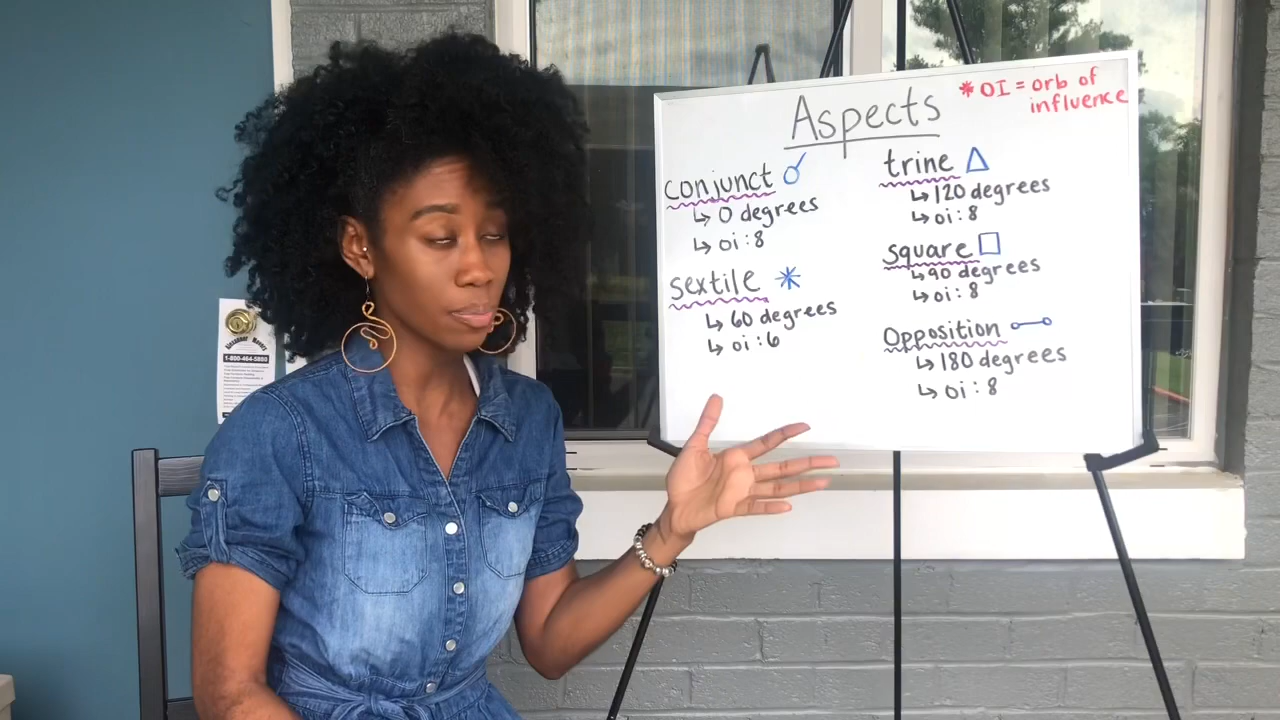 Aspects
* OI = orb of
influence
conjunct
↳ 0 degrees
↳ oi : 8
sextile
↳ 60 degrees
↳ oi : 6
trine
↳ 120 degrees
↳ oi : 8
square
↳ 90 degrees
↳ oi : 8
Opposition
↳ 180 degrees
↳ oi : 8
1-800-464-5800